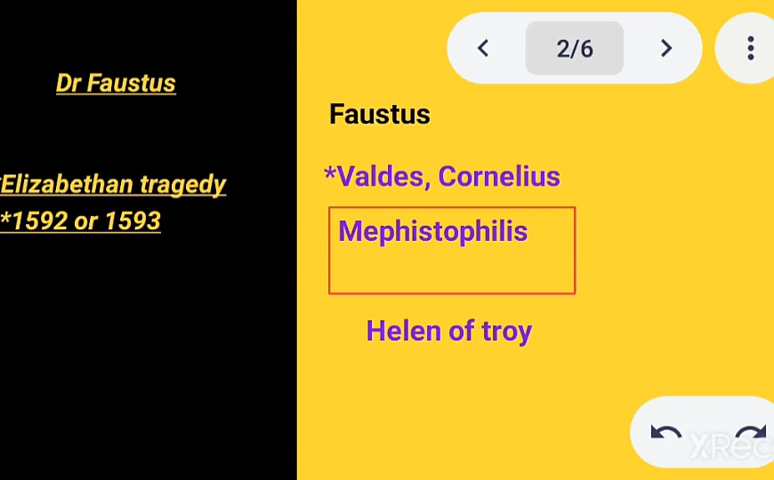 Dr Faustus
Elizabethan tragedy
*1592 or 1593
2/6
Faustus
*Valdes, Cornelius
Mephistophilis
Helen of troy